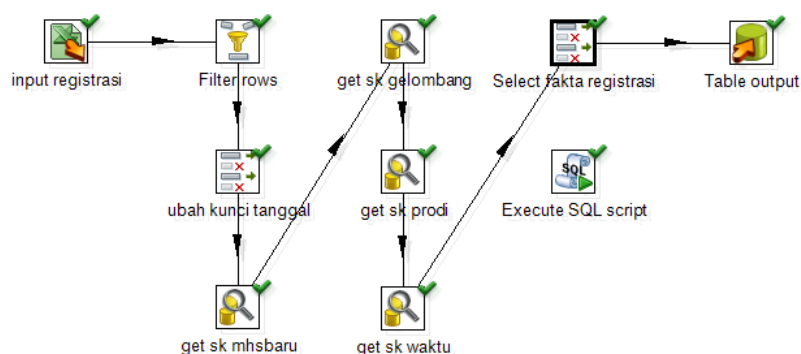 input registrasi
Filter rows
get sk gelombang
Select fakta registrasi
Table output
ubah kunci tanggal
get sk prodi
SQL
Execute SQL script
get sk mhsbaru
get sk waktu